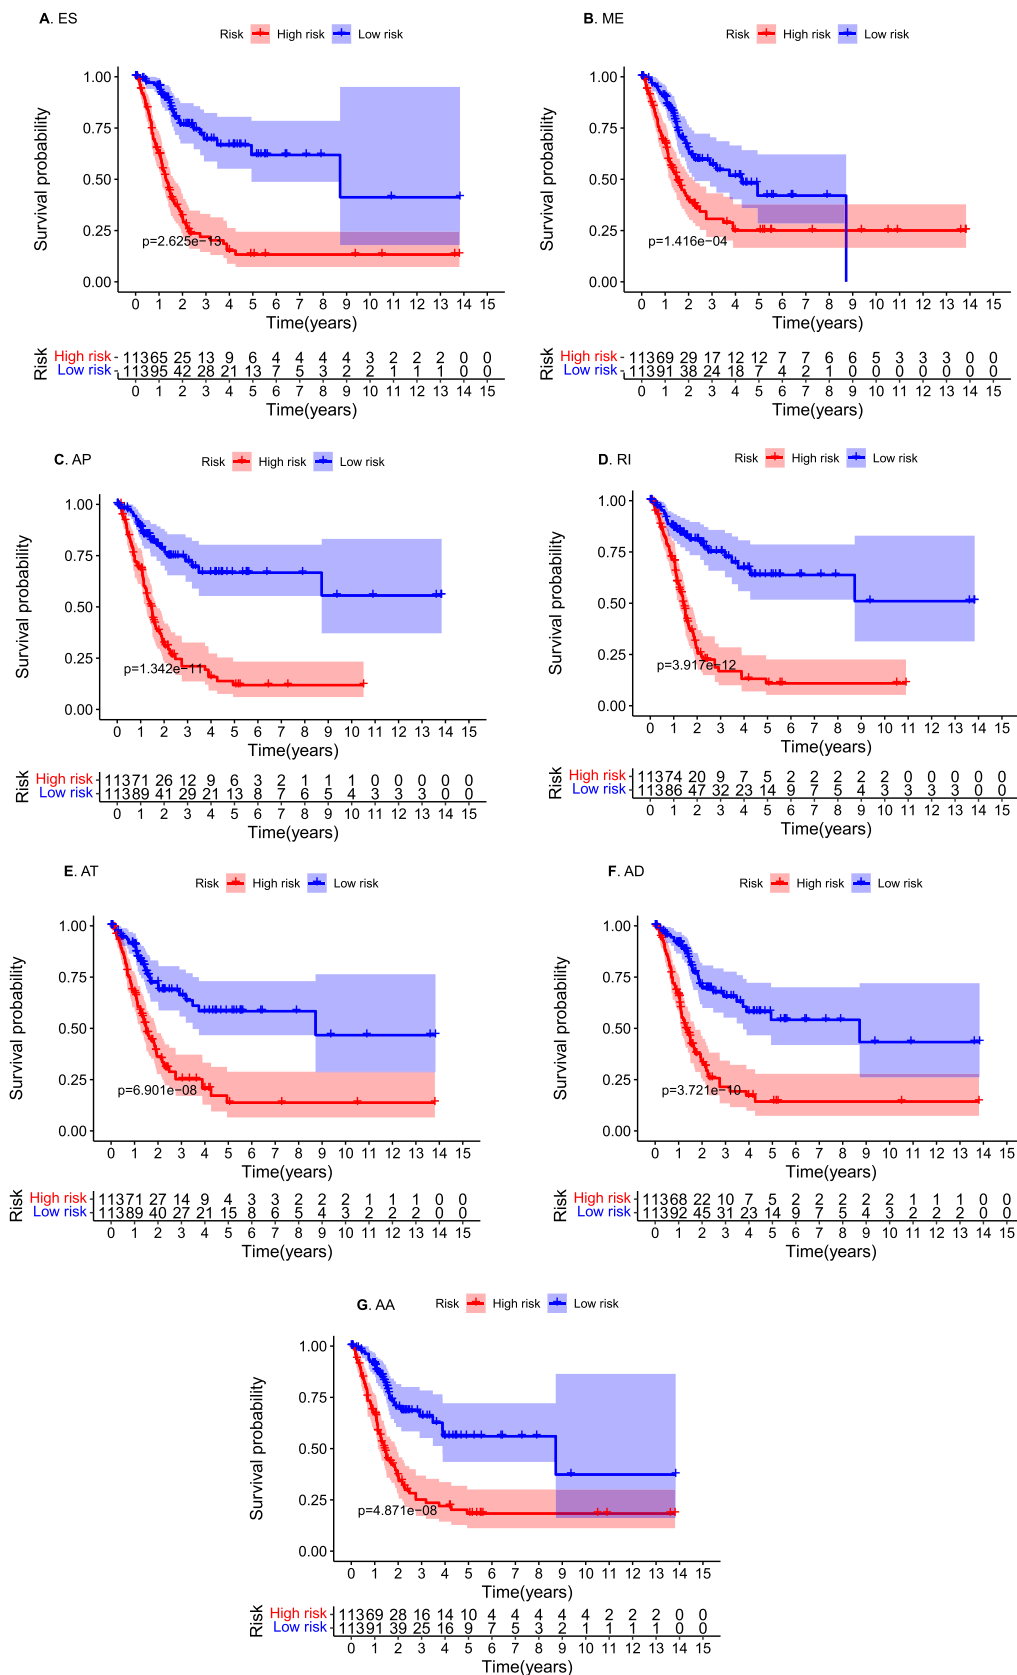 A. ES
Risk High risk Low risk
Survival probability
1.00
0.75
0.50
0.25
0.00
p=2.625e−13
0 1 2 3 4 5 6 7 8 9 10 11 12 13 14 15
Time(years)
Risk
High risk 113 65 25 13 9 6 4 4 4 4 3 2 2 2 0 0
Low risk 113 95 42 28 21 13 7 5 3 2 2 1 1 1 0 0
0 1 2 3 4 5 6 7 8 9 10 11 12 13 14 15
Time(years)
B. ME
Risk High risk Low risk
Survival probability
1.00
0.75
0.50
0.25
0.00
p=1.416e−04
0 1 2 3 4 5 6 7 8 9 10 11 12 13 14 15
Time(years)
Risk
High risk 113 69 29 17 12 12 7 7 6 6 5 3 3 3 0 0
Low risk 113 91 38 24 18 7 4 2 1 0 0 0 0 0 0 0
0 1 2 3 4 5 6 7 8 9 10 11 12 13 14 15
Time(years)
C. AP
Risk High risk Low risk
Survival probability
1.00
0.75
0.50
0.25
0.00
p=1.342e−11
0 1 2 3 4 5 6 7 8 9 10 11 12 13 14 15
Time(years)
Risk
High risk 113 71 26 12 9 6 3 2 1 1 1 0 0 0 0 0
Low risk 113 89 41 29 21 13 8 7 6 5 4 3 3 3 0 0
0 1 2 3 4 5 6 7 8 9 10 11 12 13 14 15
Time(years)
D. RI
Risk High risk Low risk
Survival probability
1.00
0.75
0.50
0.25
0.00
p=3.917e−12
0 1 2 3 4 5 6 7 8 9 10 11 12 13 14 15
Time(years)
Risk
High risk 113 74 20 9 7 5 2 2 2 2 2 0 0 0 0 0
Low risk 113 86 47 32 23 14 9 7 5 4 3 3 3 3 0 0
0 1 2 3 4 5 6 7 8 9 10 11 12 13 14 15
Time(years)
E. AT
Risk High risk Low risk
Survival probability
1.00
0.75
0.50
0.25
0.00
p=6.901e−08
0 1 2 3 4 5 6 7 8 9 10 11 12 13 14 15
Time(years)
Risk
High risk 113 71 27 14 9 4 3 3 2 2 2 1 1 1 0 0
Low risk 113 89 40 27 21 15 8 6 5 4 3 2 2 2 0 0
0 1 2 3 4 5 6 7 8 9 10 11 12 13 14 15
Time(years)
F. AD
Risk High risk Low risk
Survival probability
1.00
0.75
0.50
0.25
0.00
p=3.721e−10
0 1 2 3 4 5 6 7 8 9 10 11 12 13 14 15
Time(years)
Risk
High risk 113 68 22 10 7 5 2 2 2 2 2 1 1 1 0 0
Low risk 113 92 45 31 23 14 9 7 5 4 3 2 2 2 0 0
0 1 2 3 4 5 6 7 8 9 10 11 12 13 14 15
Time(years)
G. AA
Risk High risk Low risk
Survival probability
1.00
0.75
0.50
0.25
0.00
p=4.871e−08
0 1 2 3 4 5 6 7 8 9 10 11 12 13 14 15
Time(years)
Risk
High risk 113 69 28 16 14 10 4 4 4 4 4 2 2 2 0 0
Low risk 113 91 39 25 16 9 7 5 3 2 1 1 1 1 0 0
0 1 2 3 4 5 6 7 8 9 10 11 12 13 14 15
Time(years)